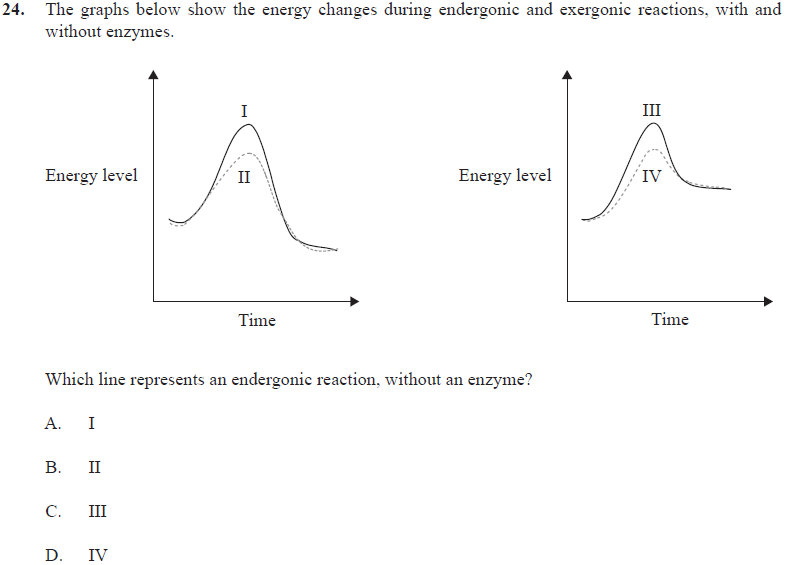 24. The graphs below show the energy changes during endergonic and exergonic reactions, with and
without enzymes.
I
II
Energy level
Time
III
IV
Energy level
Time
Which line represents an endergonic reaction, without an enzyme?
A. I
B. II
C. III
D. IV